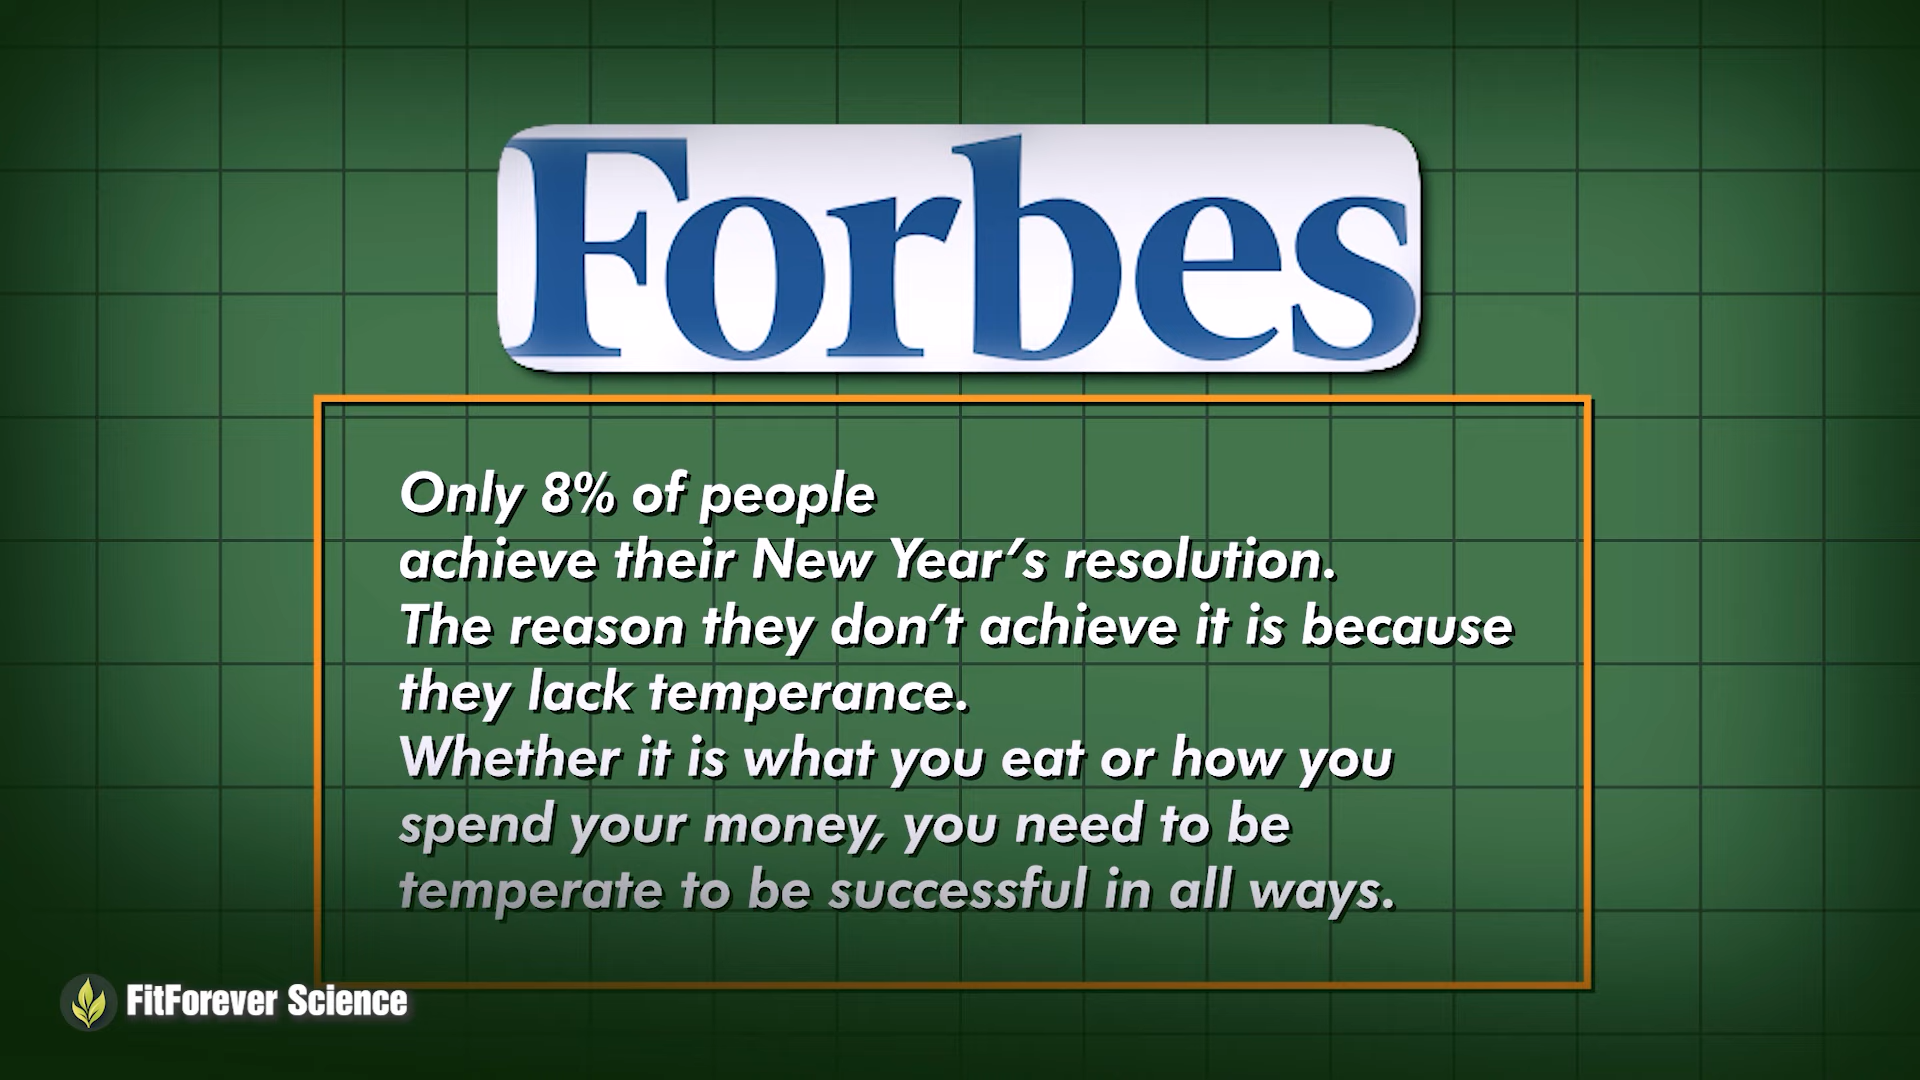 Forbes
Only 8% of people
achieve their New Year's resolution.
The reason they don't achieve it is because
they lack temperance.
Whether it is what you eat or how you
spend your money, you need to be
temperate to be successful in all ways.
FitForever Science